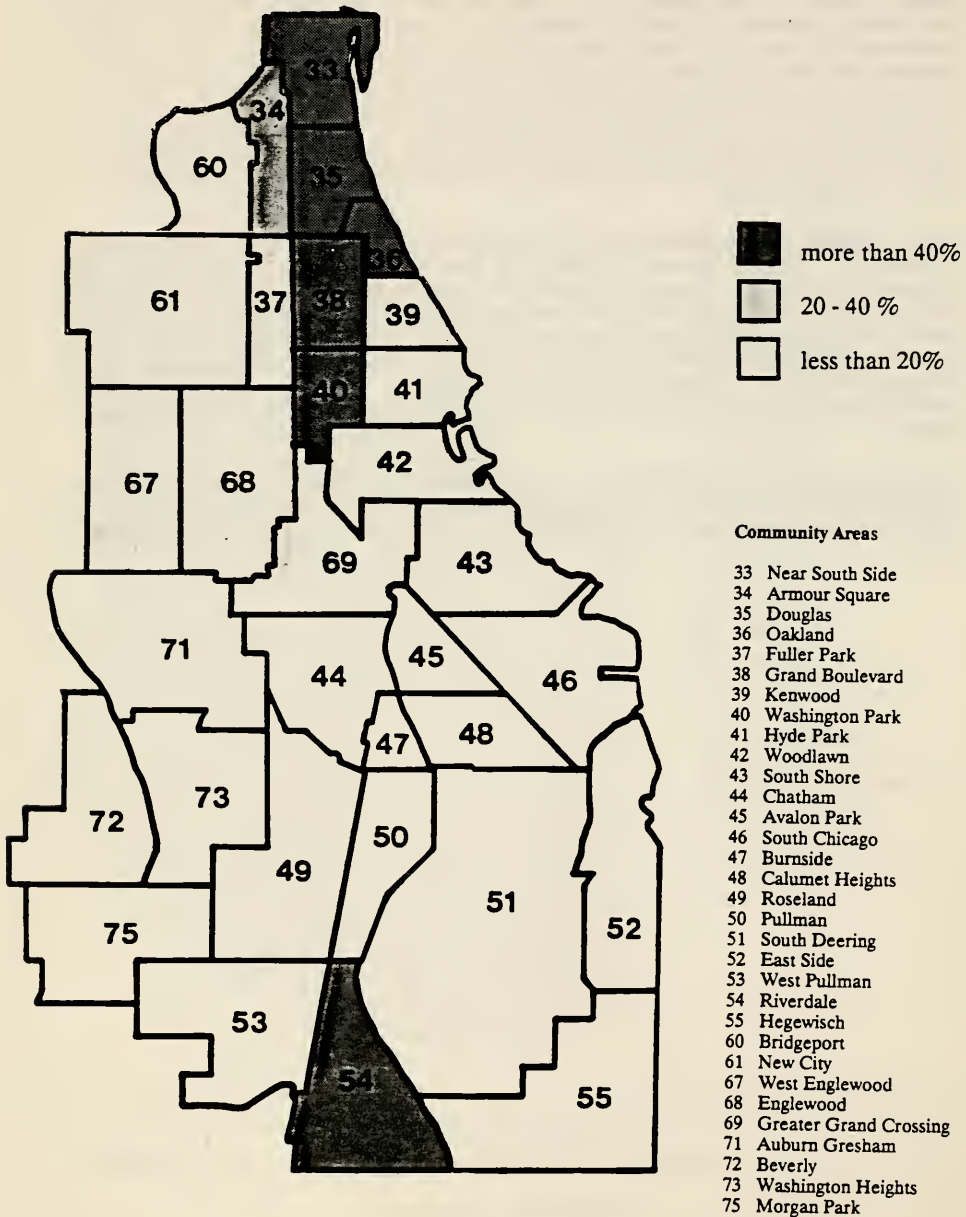 33
34
60
35
36
61
37
38
39
40
41
67
68
42
69
43
71
44
45
46
47
48
72
73
50
49
51
52
75
53
54
55
more than 40%
20 - 40 %
less than 20%
Community Areas
33 Near South Side
34 Armour Square
35 Douglas
36 Oakland
37 Fuller Park
38 Grand Boulevard
39 Kenwood
40 Washington Park
41 Hyde Park
42 Woodlawn
43 South Shore
44 Chatham
45 Avalon Park
46 South Chicago
47 Burnside
48 Calumet Heights
49 Roseland
50 Pullman
51 South Deering
52 East Side
53 West Pullman
54 Riverdale
55 Hegewisch
60 Bridgeport
61 New City
67 West Englewood
68 Englewood
69 Greater Grand Crossing
71 Auburn Gresham
72 Beverly
73 Washington Heights
75 Morgan Park